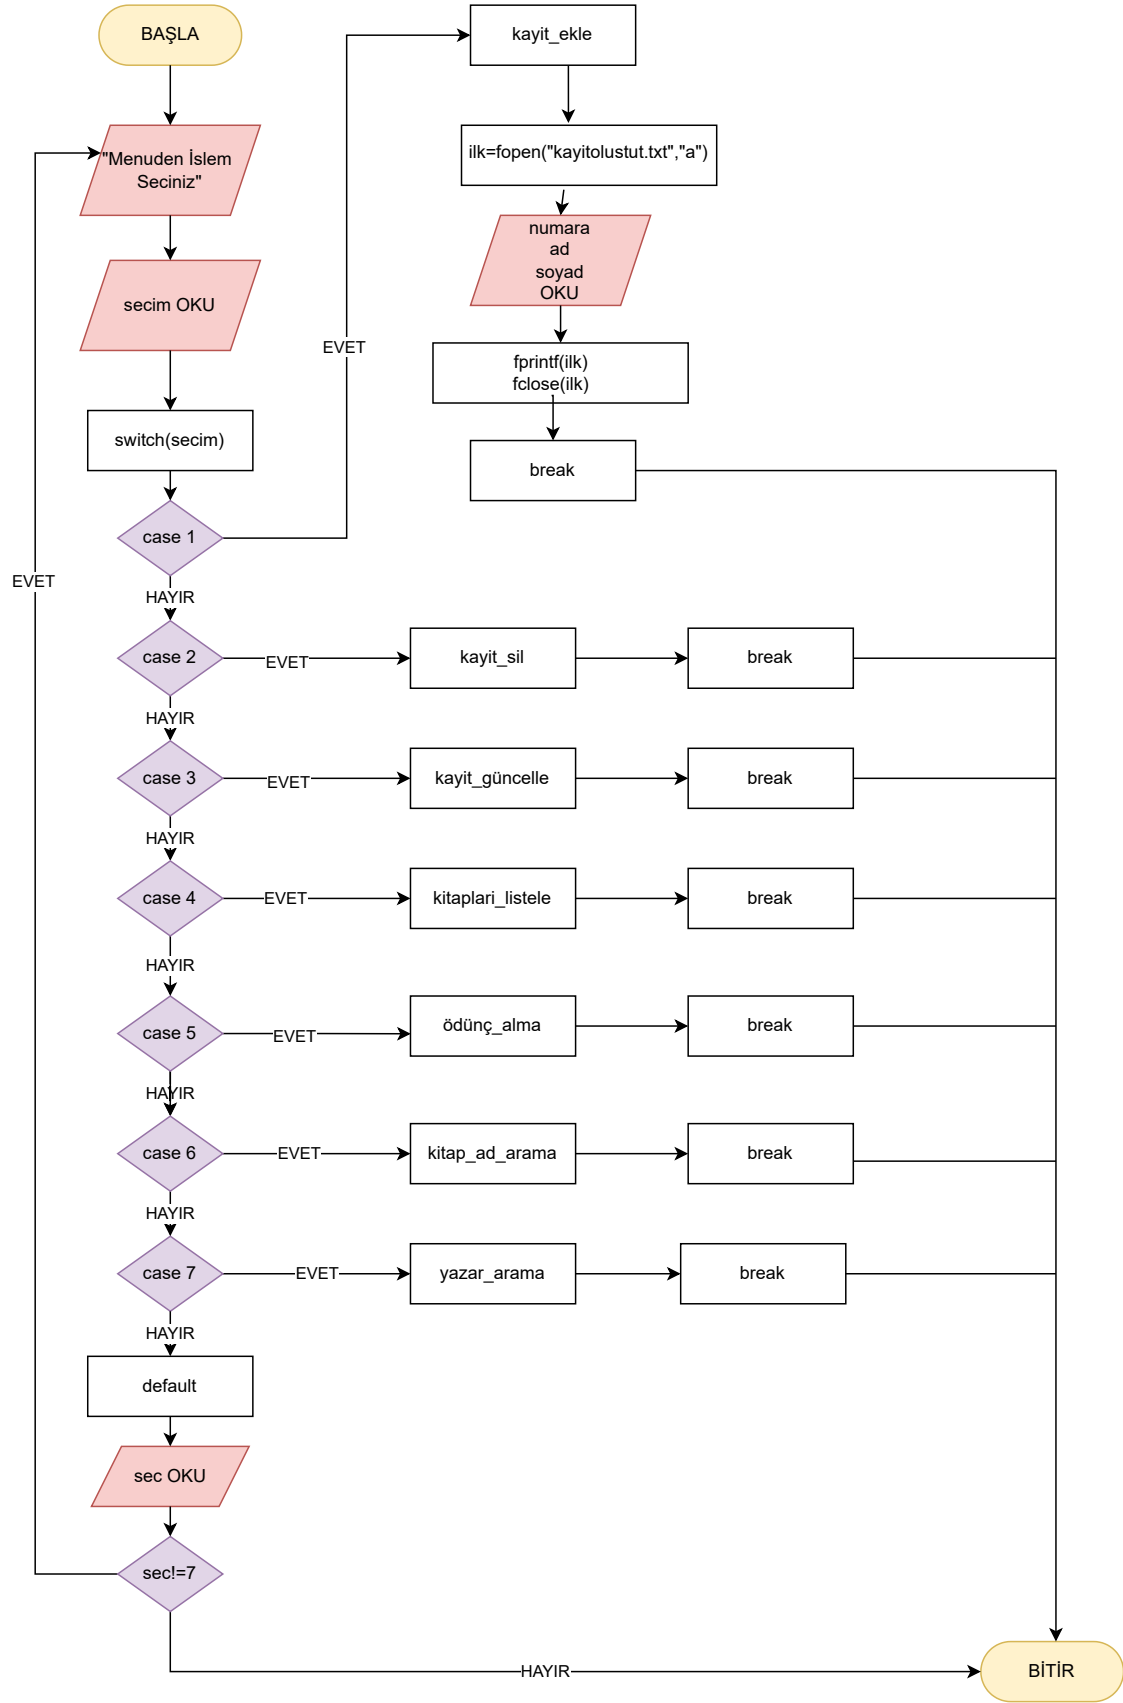 BAŞLA
"Menuden İslem
Seciniz"
secim OKU
switch(secim)
case 1
EVET
kayit_ekle
ilk=fopen("kayitolustut.txt","a")
numara
ad
soyad
OKU
fprintf(ilk)
fclose(ilk)
break
HAYIR
case 2
EVET
kayit_sil
break
HAYIR
case 3
EVET
kayit_güncelle
break
HAYIR
case 4
EVET
kitaplari_listele
break
HAYIR
case 5
EVET
ödünç_alma
break
HAYIR
case 6
EVET
kitap_ad_arama
break
HAYIR
case 7
EVET
yazar_arama
break
HAYIR
default
sec OKU
sec!=7
EVET
HAYIR
BİTİR